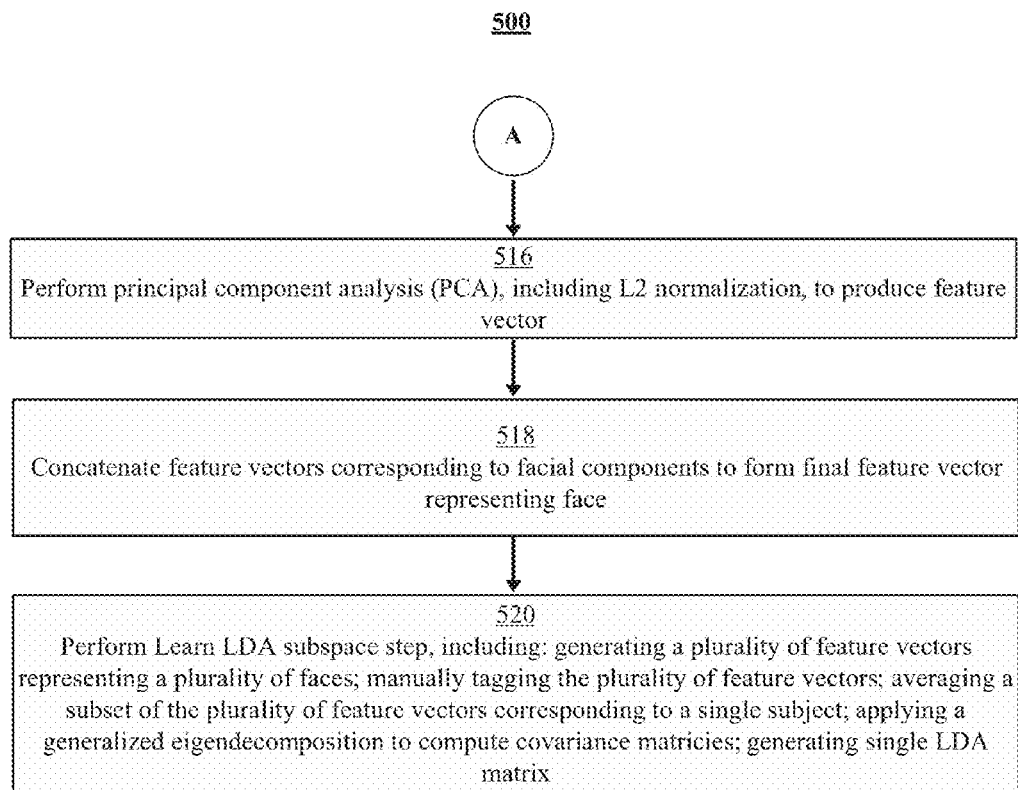 500
A
516
Perform principal component analysis (PCA), including L2 normalization, to produce feature
vector
518
Concatenate feature vectors corresponding to facial components to form final feature vector
representing face
520
Perform Learn LDA subspace step, including: generating a plurality of feature vectors
representing a plurality of faces; manually tagging the plurality of feature vectors; averaging a
subset of the plurality of feature vectors corresponding to a single subject; applying a
generalized eigendecomposition to compute covariance matricies; generating single LDA
matrix